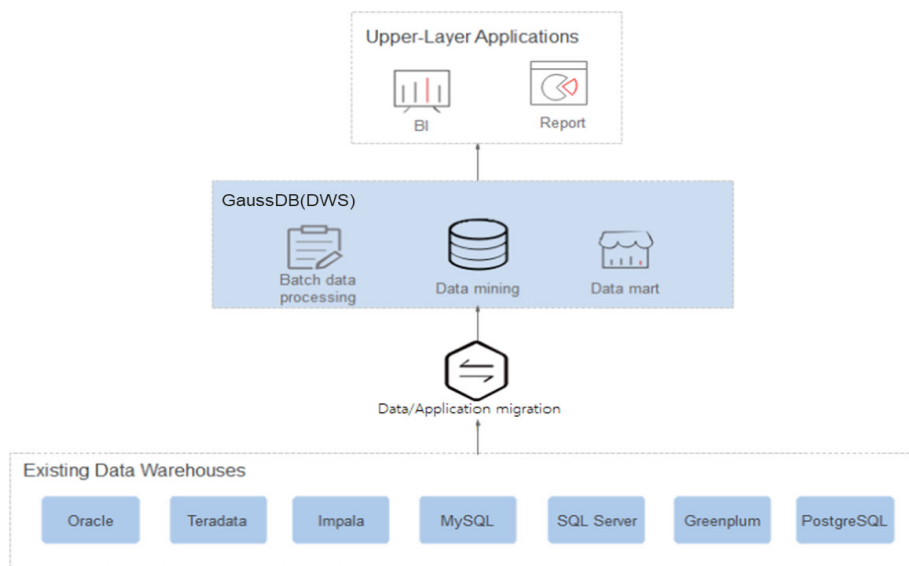 Upper-Layer Applications
BI
Report
GaussDB(DWS)
Batch data
processing
Data mining
Data mart
Data/Application migration
Existing Data Warehouses
Oracle
Teradata
Impala
MySQL
SQL Server
Greenplum
PostgreSQL